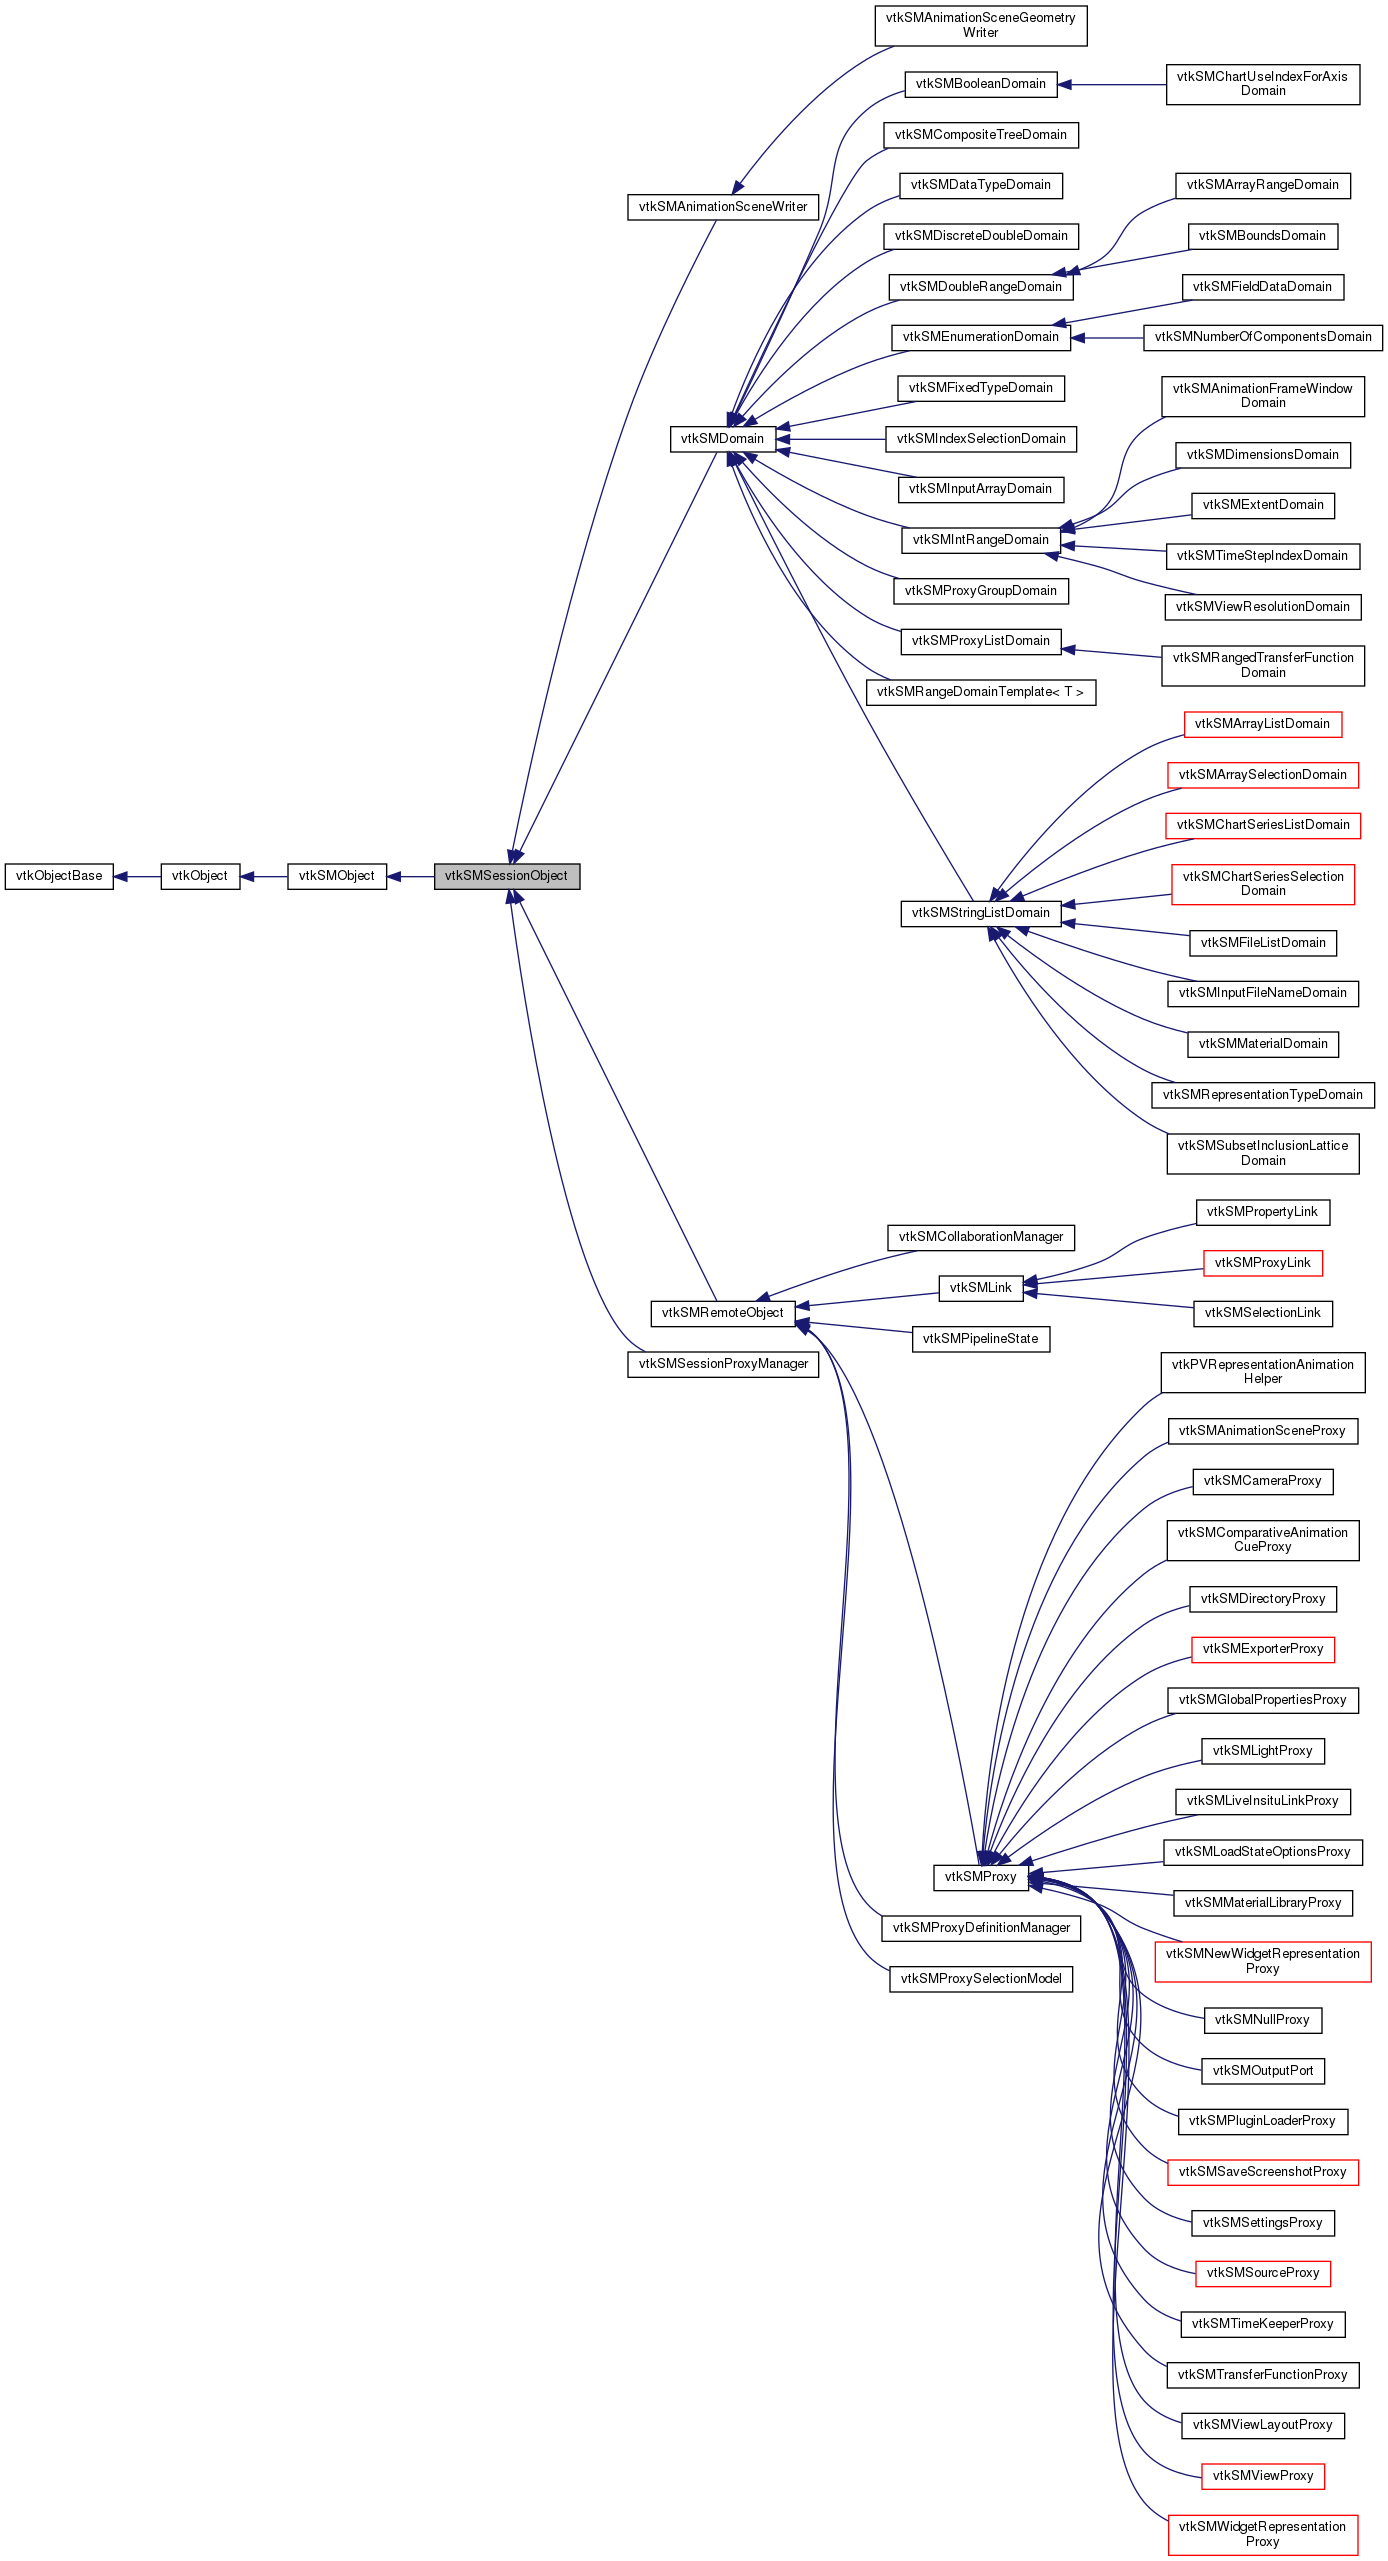 vtkSMAnimationSceneGeometry
Writer
vtkSMBooleanDomain
vtkSMChartUseIndexForAxis
Domain
vtkSMCompositeTreeDomain
vtkSMDataTypeDomain
vtkSMArrayRangeDomain
vtkSMAnimationSceneWriter
vtkSMDiscreteDoubleDomain
vtkSMBoundsDomain
vtkSMDoubleRangeDomain
vtkSMFieldDataDomain
vtkSMEnumerationDomain
vtkSMNumberOfComponentsDomain
vtkSMFixedTypeDomain
vtkSMAnimationFrameWindow
Domain
vtkSMDomain
vtkSMIndexSelectionDomain
vtkSMDimensionsDomain
vtkSMInputArrayDomain
vtkSMExtentDomain
vtkSMIntRangeDomain
vtkSMTimeStepIndexDomain
vtkSMProxyGroupDomain
vtkSMViewResolutionDomain
vtkSMProxyListDomain
vtkSMRangedTransferFunction
Domain
vtkSMRangeDomainTemplate< T >
vtkSMArrayListDomain
vtkSMArraySelectionDomain
vtkSMChartSeriesListDomain
vtkObjectBase
vtkObject
vtkSMObject
vtkSMSessionObject
vtkSMChartSeriesSelection
Domain
vtkSMStringListDomain
vtkSMFileListDomain
vtkSMInputFileNameDomain
vtkSMMaterialDomain
vtkSMRepresentationTypeDomain
vtkSMSubsetInclusionLattice
Domain
vtkSMPropertyLink
vtkSMCollaborationManager
vtkSMProxyLink
vtkSMLink
vtkSMRemoteObject
vtkSMSelectionLink
vtkSMPipelineState
vtkSMSessionProxyManager
vtkPVRepresentationAnimation
Helper
vtkSMAnimationSceneProxy
vtkSMCameraProxy
vtkSMComparativeAnimation
CueProxy
vtkSMDirectoryProxy
vtkSMExporterProxy
vtkSMGlobalPropertiesProxy
vtkSMLightProxy
vtkSMLiveInsituLinkProxy
vtkSMLoadStateOptionsProxy
vtkSMProxy
vtkSMMaterialLibraryProxy
vtkSMProxyDefinitionManager
vtkSMNewWidgetRepresentation
Proxy
vtkSMProxySelectionModel
vtkSMNullProxy
vtkSMOutputPort
vtkSMPluginLoaderProxy
vtkSMSaveScreenshotProxy
vtkSMSettingsProxy
vtkSMSourceProxy
vtkSMTimeKeeperProxy
vtkSMTransferFunctionProxy
vtkSMViewLayoutProxy
vtkSMViewProxy
vtkSMWidgetRepresentation
Proxy